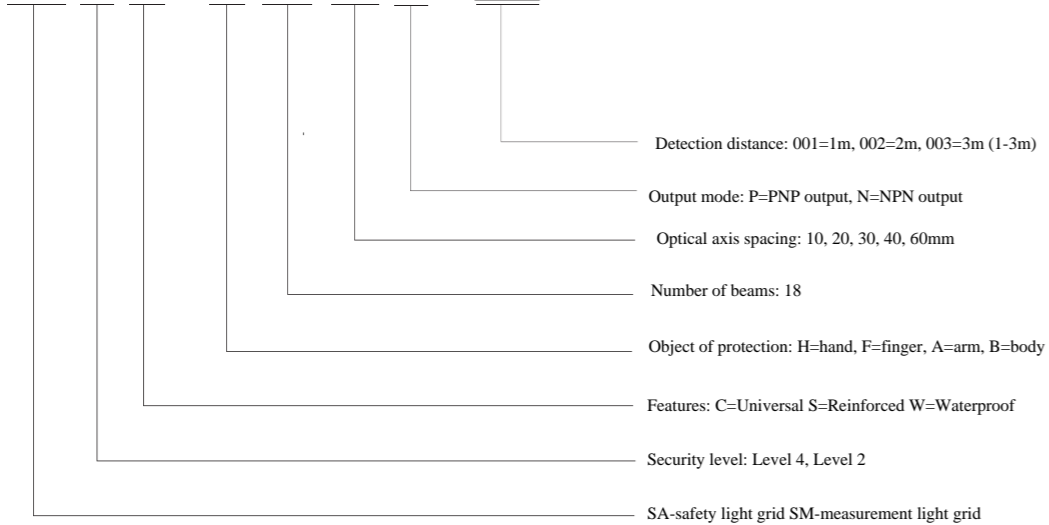 Detection distance: 001=1m, 002=2m, 003=3m (1-3m)
Output mode: P=PNP output, N=NPN output
Optical axis spacing: 10, 20, 30, 40, 60mm
Number of beams: 18
Object of protection: H=hand, F=finger, A=arm, B=body
Features: C=Universal S=Reinforced W=Waterproof
Security level: Level 4, Level 2
SA-safety light grid SM-measurement light grid